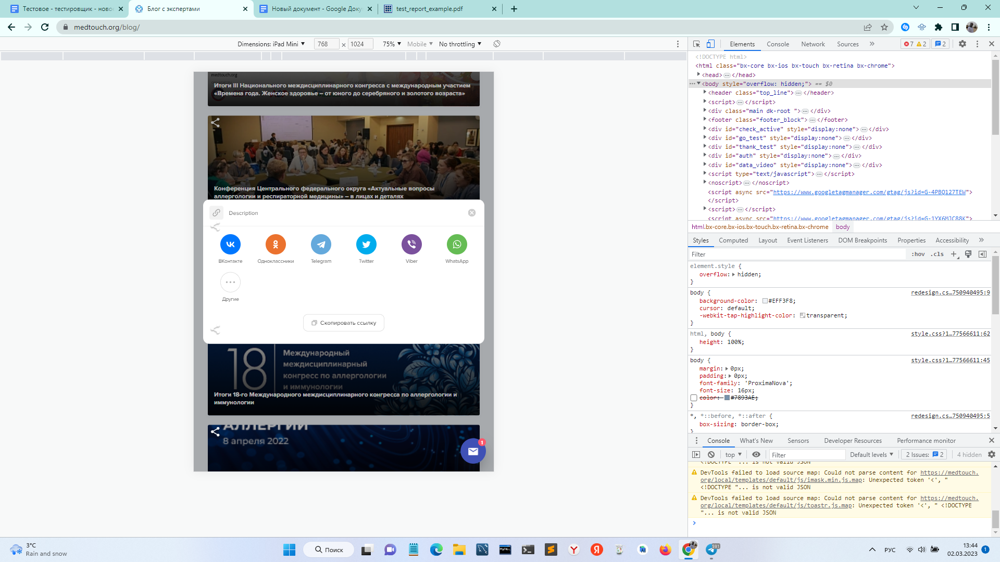 Тестовое - тестировщик - ново
Блог с экспертами
Новый документ - Google Доку
test_report_example.pdf
medtouch.org/blog/
Dimensions: iPad Mini
768 × 1024
75%
Mobile
No throttling
medtouch.org
Итоги III Национального междисциплинарного конгресса с международным участием
«Времена года. Женское здоровье – от юного до серебряного и золотого возраста»
Конференция Центрального федерального округа «Актуальные вопросы
аллергологии и респираторной медицины» – в лицах и деталях
Description
ВКонтакте
Одноклассники
Telegram
Twitter
Viber
WhatsApp
Другие
Скопировать ссылку
18
Международный
междисциплинарный
конгресс по аллергологии
и иммунологии
Итоги 18-го Международного междисциплинарного конгресса по аллергологии и
иммунологии
АЛЛЕРГИИ
8 апреля 2022
1
Elements
Console
Network
Sources
7
2
2
<!DOCTYPE html>
<html class="bx-core bx-ios bx-touch bx-retina bx-chrome">
<head>…</head>
<body style="overflow: hidden;"> == $0
<header class="top_line">…</header>
<script>…</script>
<div class="main dk-root ">…</div>
<footer class="footer_block">…</footer>
<div id="check_active" style="display:none">…</div>
<div id="go_test" style="display:none">…</div>
<div id="thank_test" style="display:none">…</div>
<div id="auth" style="display:none">…</div>
<div id="data_video" style="display:none">…</div>
<script type="text/javascript">…</script>
<noscript>…</noscript>
<script async src="https://www.googletagmanager.com/gtag/js?id=G-4PBQ127TEW">
</script>
<script>…</script>
<script async src="https://www.googletagmanager.com/gtag/js?id=G-1YX6MJC88K">
html.bx-core.bx-ios.bx-touch.bx-retina.bx-chrome
body
Styles
Computed
Layout
Event Listeners
DOM Breakpoints
Properties
Accessibility
Filter
:hov .cls
element.style {
overflow: hidden;
}
body { redesign.cs…750940495:9
background-color: #EFF3F8;
cursor: default;
-webkit-tap-highlight-color: transparent;
}
html, body { style.css?1…77566611:62
height: 100%;
}
body { style.css?1…77566611:45
margin: 0px;
padding: 0px;
font-family: 'ProximaNova';
font-size: 16px;
color: #7893AE;
}
*, *::before, *::after { redesign.cs…750940495:5
box-sizing: border-box;
}
Console
What's New
Sensors
Developer Resources
Performance monitor
top
Filter
Default levels
2 Issues: 2
4 hidden
<!DOCTYPE "... is not valid JSON
DevTools failed to load source map: Could not parse content for https://medtouch.
org/local/templates/default/js/imask.min.js.map: Unexpected token '<', "
<!DOCTYPE "... is not valid JSON
DevTools failed to load source map: Could not parse content for https://medtouch.
org/local/templates/default/js/toastr.js.map: Unexpected token '<', " <!DOCTYPE
"... is not valid JSON
3°C
Rain and snow
Поиск
591
РУС
13:44
02.03.2023
1